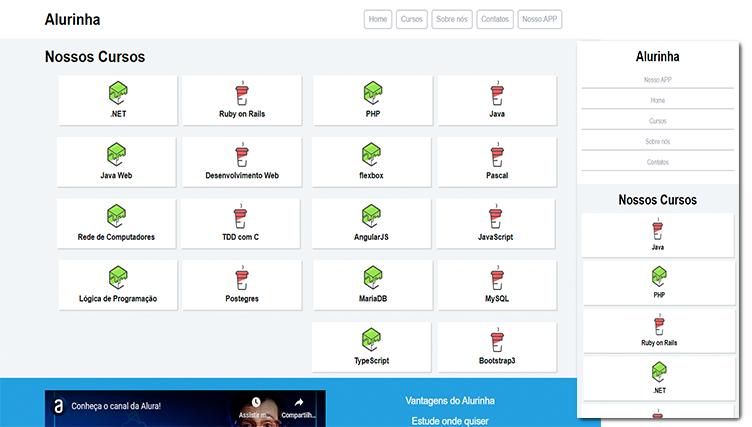 Alurinha
Home Cursos Sobre nós Contatos Nosso APP
Nossos Cursos
.NET Ruby on Rails PHP Java
Java Web Desenvolvimento Web flexbox Pascal
Rede de Computadores TDD com C AngularJS JavaScript
Lógica de Programação Postegres MariaDB MySQL
TypeScript Bootstrap3
a Conheça o canal da Alura!
Assistir m... Compartilh...
Vantagens do Alurinha
Estude onde quiser
Alurinha
Nosso APP
Home
Cursos
Sobre nós
Contatos
Nossos Cursos
Java
PHP
Ruby on Rails
.NET